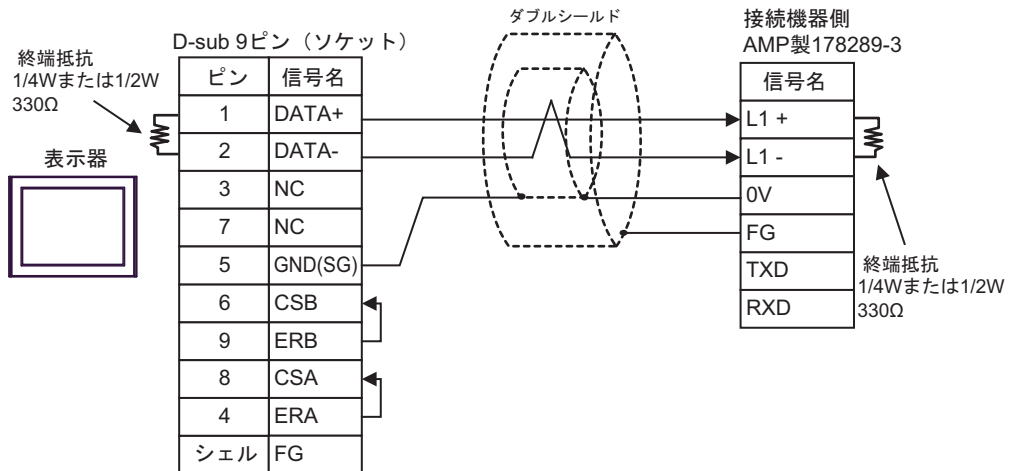 ダブルシールド
接続機器側
AMP製178289-3
D-sub 9ピン（ソケット）
終端抵抗
1/4Wまたは1/2W
330Ω
表示器
ピン 信号名
1 DATA+
2 DATA-
3 NC
7 NC
5 GND(SG)
6 CSB
9 ERB
8 CSA
4 ERA
シェル FG
信号名
L1 +
L1 -
0V
FG
TXD
RXD
終端抵抗
1/4Wまたは1/2W
330Ω